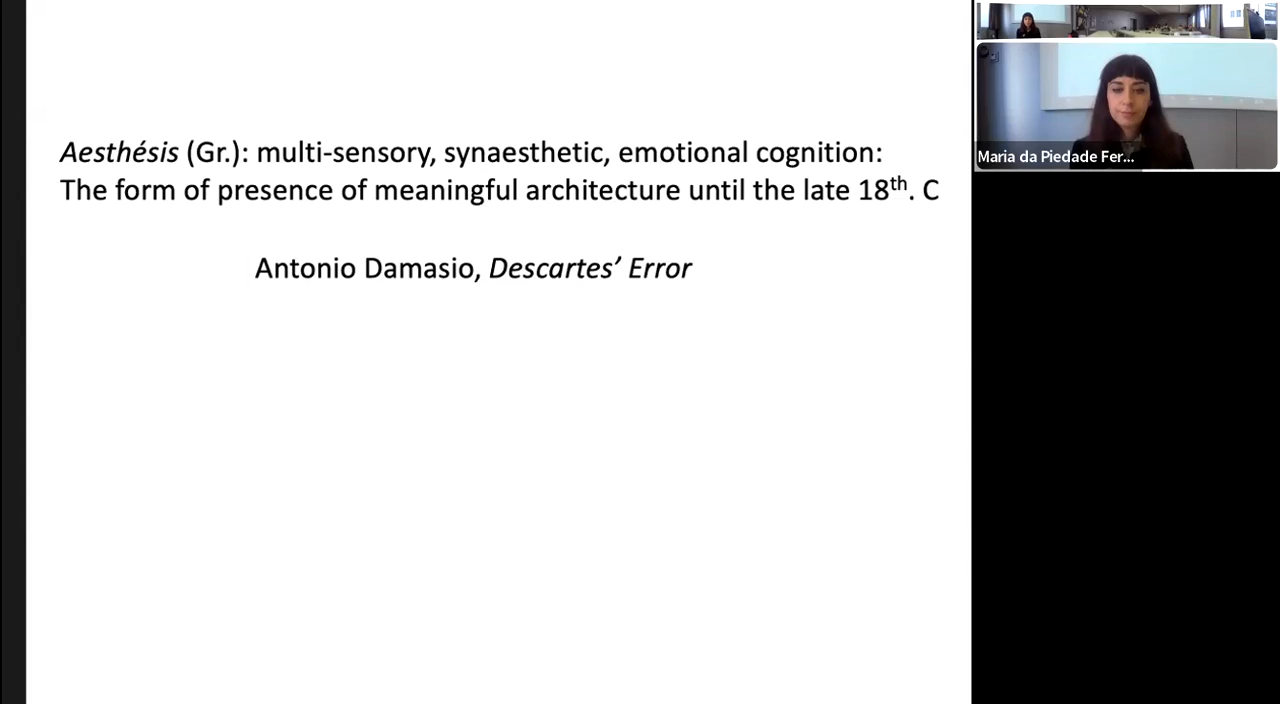 Aesthésis (Gr.): multi-sensory, synaesthetic, emotional cognition:
The form of presence of meaningful architecture until the late 18th. C
Antonio Damasio, Descartes’ Error
Maria da Piedade Fer...